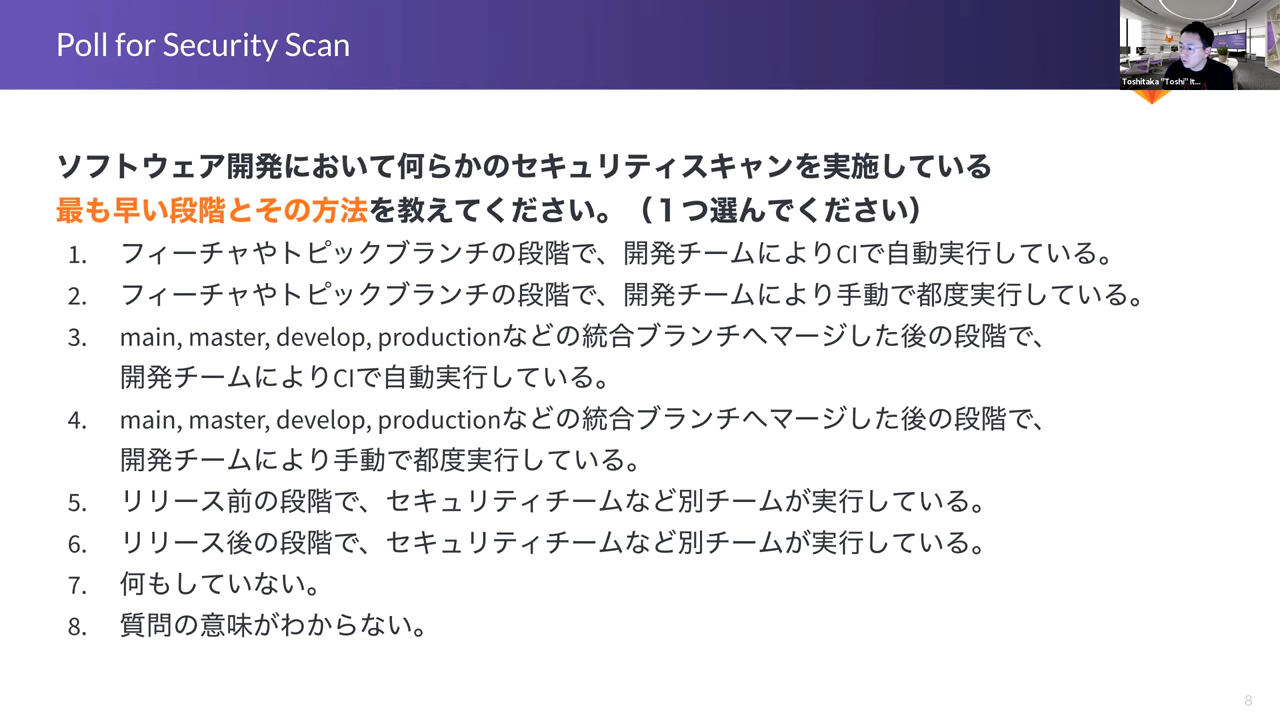 Poll for Security Scan
Toshitaka "Toshi" It...
ソフトウェア開発において何らかのセキュリティスキャンを実施している
最も早い段階とその方法を教えてください。（１つ選んでください）
1. フィーチャやトピックブランチの段階で、開発チームによりCIで自動実行している。
2. フィーチャやトピックブランチの段階で、開発チームにより手動で都度実行している。
3. main, master, develop, productionなどの統合ブランチへマージした後の段階で、
開発チームによりCIで自動実行している。
4. main, master, develop, productionなどの統合ブランチへマージした後の段階で、
開発チームにより手動で都度実行している。
5. リリース前の段階で、セキュリティチームなど別チームが実行している。
6. リリース後の段階で、セキュリティチームなど別チームが実行している。
7. 何もしていない。
8. 質問の意味がわからない。
8